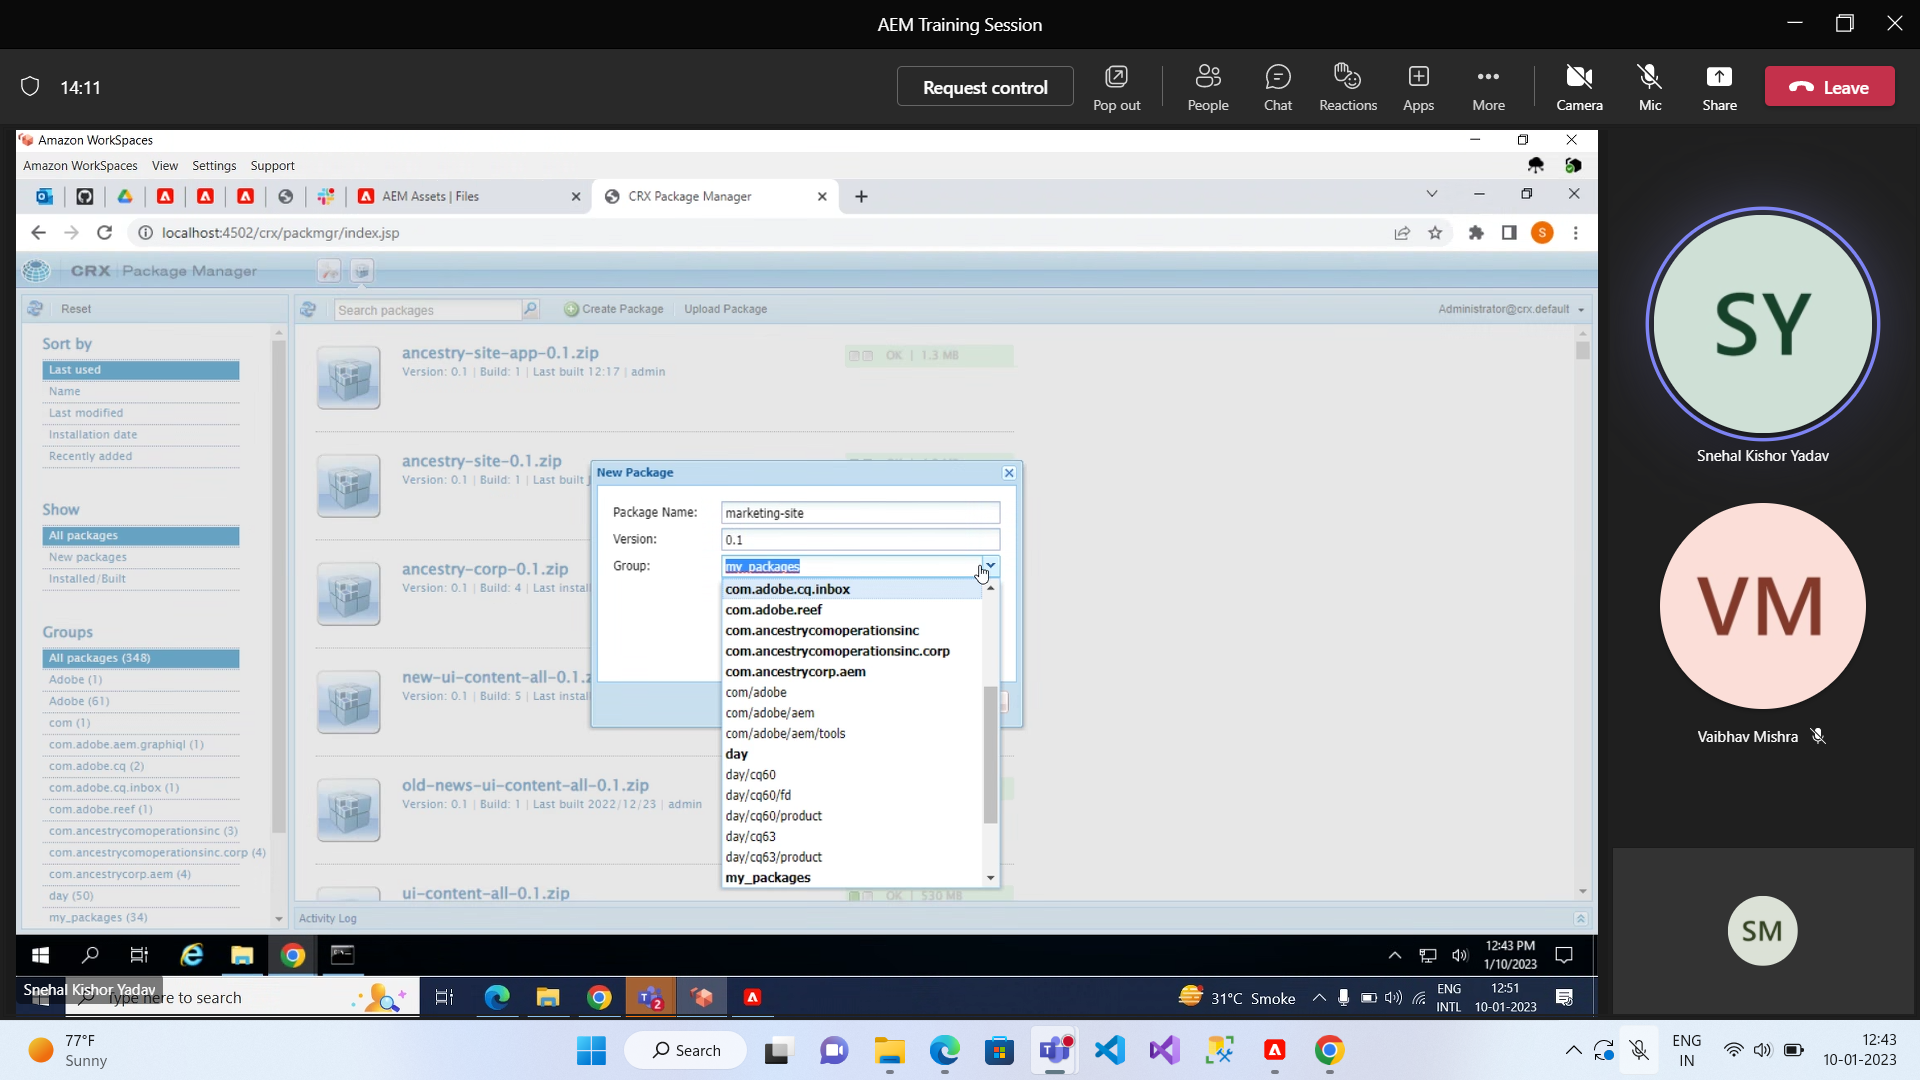 AEM Training Session
14:11
Request control
Pop out
People
Chat
Reactions
Apps
More
Camera
Mic
Share
Leave
Amazon WorkSpaces
Amazon WorkSpaces View Settings Support
AEM Assets | Files
CRX Package Manager
localhost:4502/crx/packmgr/index.jsp
S
CRX Package Manager
Reset
Search packages
Create Package
Upload Package
Administrator@crx.default
Sort by
Last used
Name
Last modified
Installation date
Recently added
Show
All packages
New packages
Installed/Built
Groups
All packages (348)
Adobe (1)
Adobe (61)
com (1)
com.adobe.aem.graphiql (1)
com.adobe.cq (2)
com.adobe.cq.inbox (1)
com.adobe.reef (1)
com.ancestrycomoperationsinc (3)
com.ancestrycomoperationsinc.corp (4)
com.ancestrycorp.aem (4)
day (50)
my_packages (34)
ancestry-site-app-0.1.zip
Version: 0.1 | Build: 1 | Last built 12:17 | admin
OK | 1.3 MB
ancestry-site-0.1.zip
Version: 0.1 | Build: 1 | Last built
ancestry-corp-0.1.zip
Version: 0.1 | Build: 4 | Last instal
new-ui-content-all-0.1.z
Version: 0.1 | Build: 5 | Last instal
old-news-ui-content-all-0.1.zip
Version: 0.1 | Build: 1 | Last built 2022/12/23 | admin
ui-content-all-0.1.zip
OK | 530 MB
Activity Log
New Package
Package Name: marketing-site
Version: 0.1
Group: my_packages
com.adobe.cq.inbox
com.adobe.reef
com.ancestrycomoperationsinc
com.ancestrycomoperationsinc.corp
com.ancestrycorp.aem
com/adobe
com/adobe/aem
com/adobe/aem/tools
day
day/cq60
day/cq60/fd
day/cq60/product
day/cq63
day/cq63/product
my_packages
SY
Snehal Kishor Yadav
VM
Vaibhav Mishra
SM
12:43 PM
1/10/2023
Snehal Kishor Yadav
Type here to search
2
31°C Smoke
ENG
INTL
12:51
10-01-2023
77°F
Sunny
Search
ENG
IN
12:43
10-01-2023